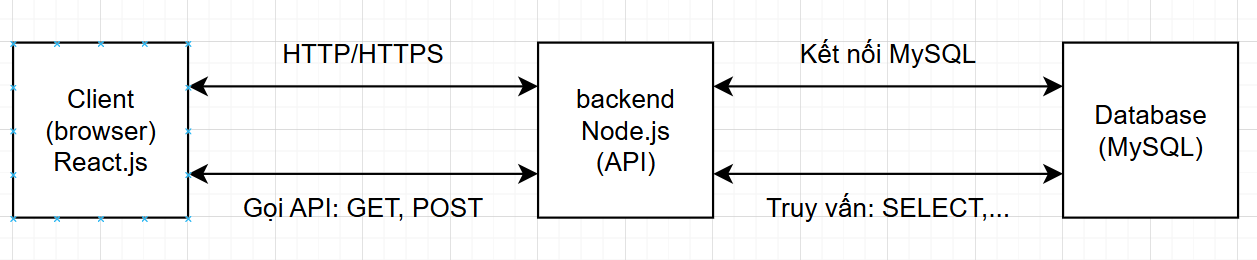 HTTP/HTTPS
Kết nối MySQL
Client
(browser)
React.js
backend
Node.js
(API)
Database
(MySQL)
Gọi API: GET, POST
Truy vấn: SELECT,...